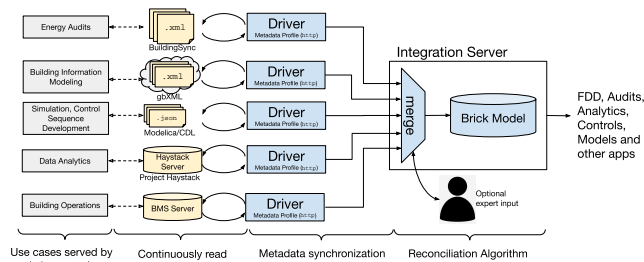 Energy Audits
.xml
BuildingSync
Driver
Metadata Profile (http)
Integration Server
Building Information
Modeling
.xml
gbXML
Driver
Metadata Profile (http)
Simulation, Control
Sequence
Development
.json
Modelica/CDL
Driver
Metadata Profile (http)
merge
Brick Model
FDD, Audits,
Analytics,
Controls,
Models and
other apps
Data Analytics
Haystack
Server
Project Haystack
Driver
Metadata Profile (http)
Building Operations
BMS Server
Driver
Metadata Profile (http)
Optional
expert input
Use cases served by
Continuously read
Metadata synchronization
Reconciliation Algorithm